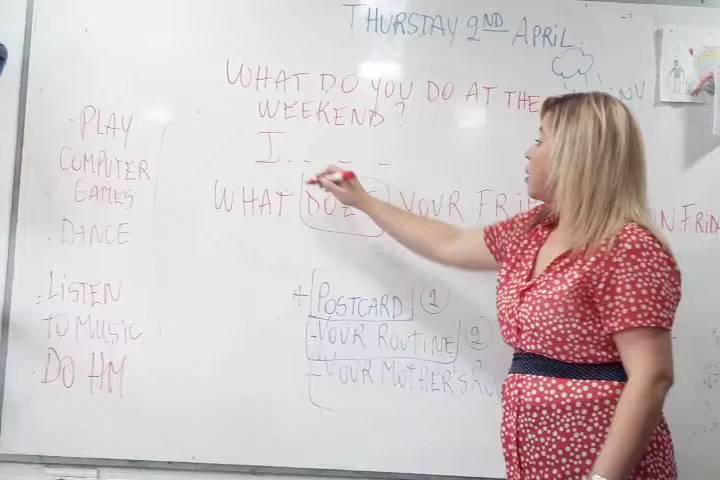 THURSDAY 2ND APRIL
WHAT DO YOU DO AT THE
WEEKEND?
I . . _ _ _
WHAT DOES YOUR
- PLAY
COMPUTER
GAMES
DANCE
LiSTEN
TO MUSiC
DO HM
+ POSTCARD 1
- YOUR ROUTiNE 2
- YOUR MOTHER'S